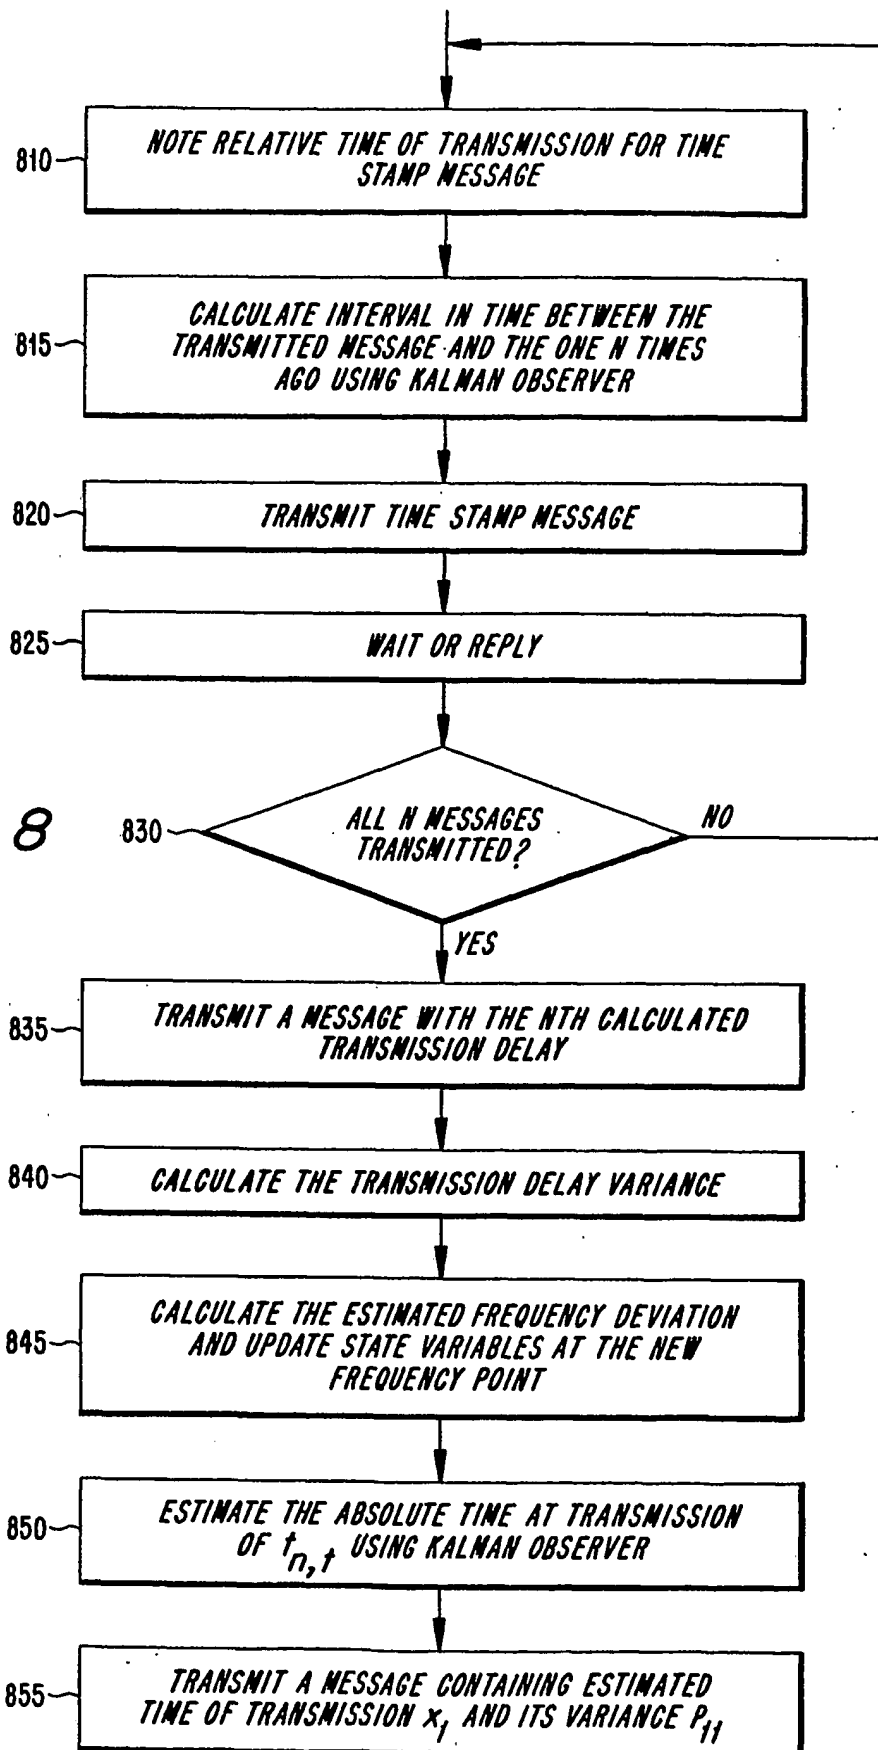 810
NOTE RELATIVE TIME OF TRANSMISSION FOR TIME
STAMP MESSAGE
815
CALCULATE INTERVAL IN TIME BETWEEN THE
TRANSMITTED MESSAGE AND THE ONE N TIMES
AGO USING KALMAN OBSERVER
820
TRANSMIT TIME STAMP MESSAGE
825
WAIT OR REPLY
8
830
ALL N MESSAGES
TRANSMITTED?
NO
YES
835
TRANSMIT A MESSAGE WITH THE NTH CALCULATED
TRANSMISSION DELAY
840
CALCULATE THE TRANSMISSION DELAY VARIANCE
845
CALCULATE THE ESTIMATED FREQUENCY DEVIATION
AND UPDATE STATE VARIABLES AT THE NEW
FREQUENCY POINT
850
ESTIMATE THE ABSOLUTE TIME AT TRANSMISSION
OF t_{n,t} USING KALMAN OBSERVER
855
TRANSMIT A MESSAGE CONTAINING ESTIMATED
TIME OF TRANSMISSION x_1 AND ITS VARIANCE P_{11}